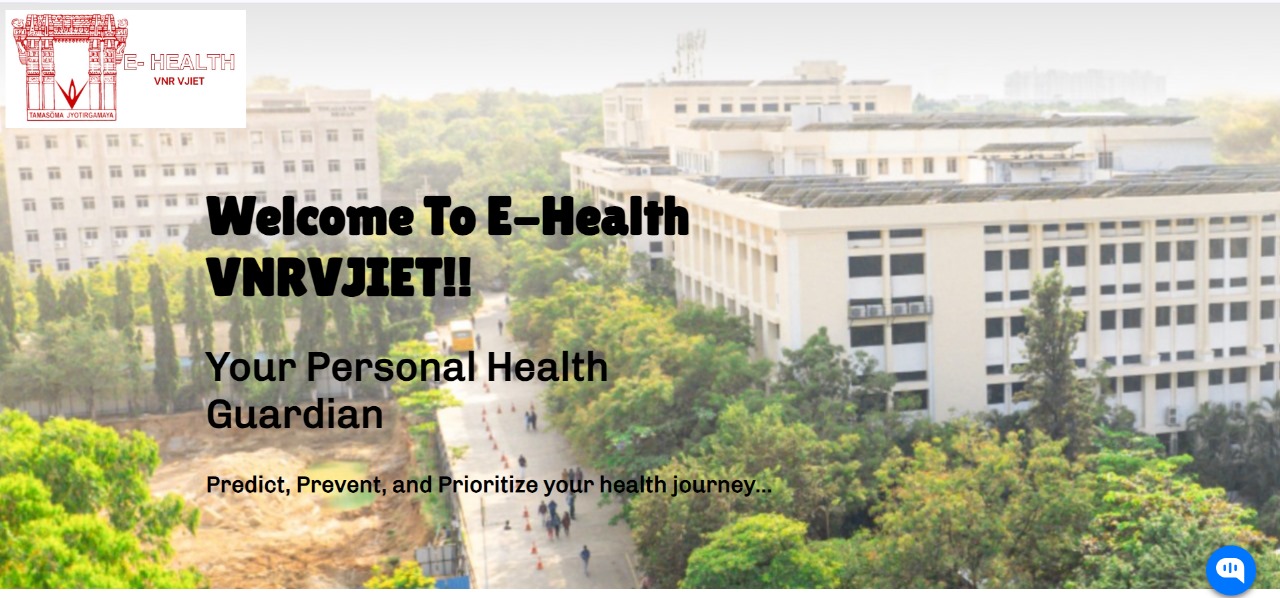 E- HEALTH
VNR VJIET
TAMASOMA JYOTIRGAMAYA
Welcome To E-Health
VNRVJIET!!
Your Personal Health
Guardian
Predict, Prevent, and Prioritize your health journey...